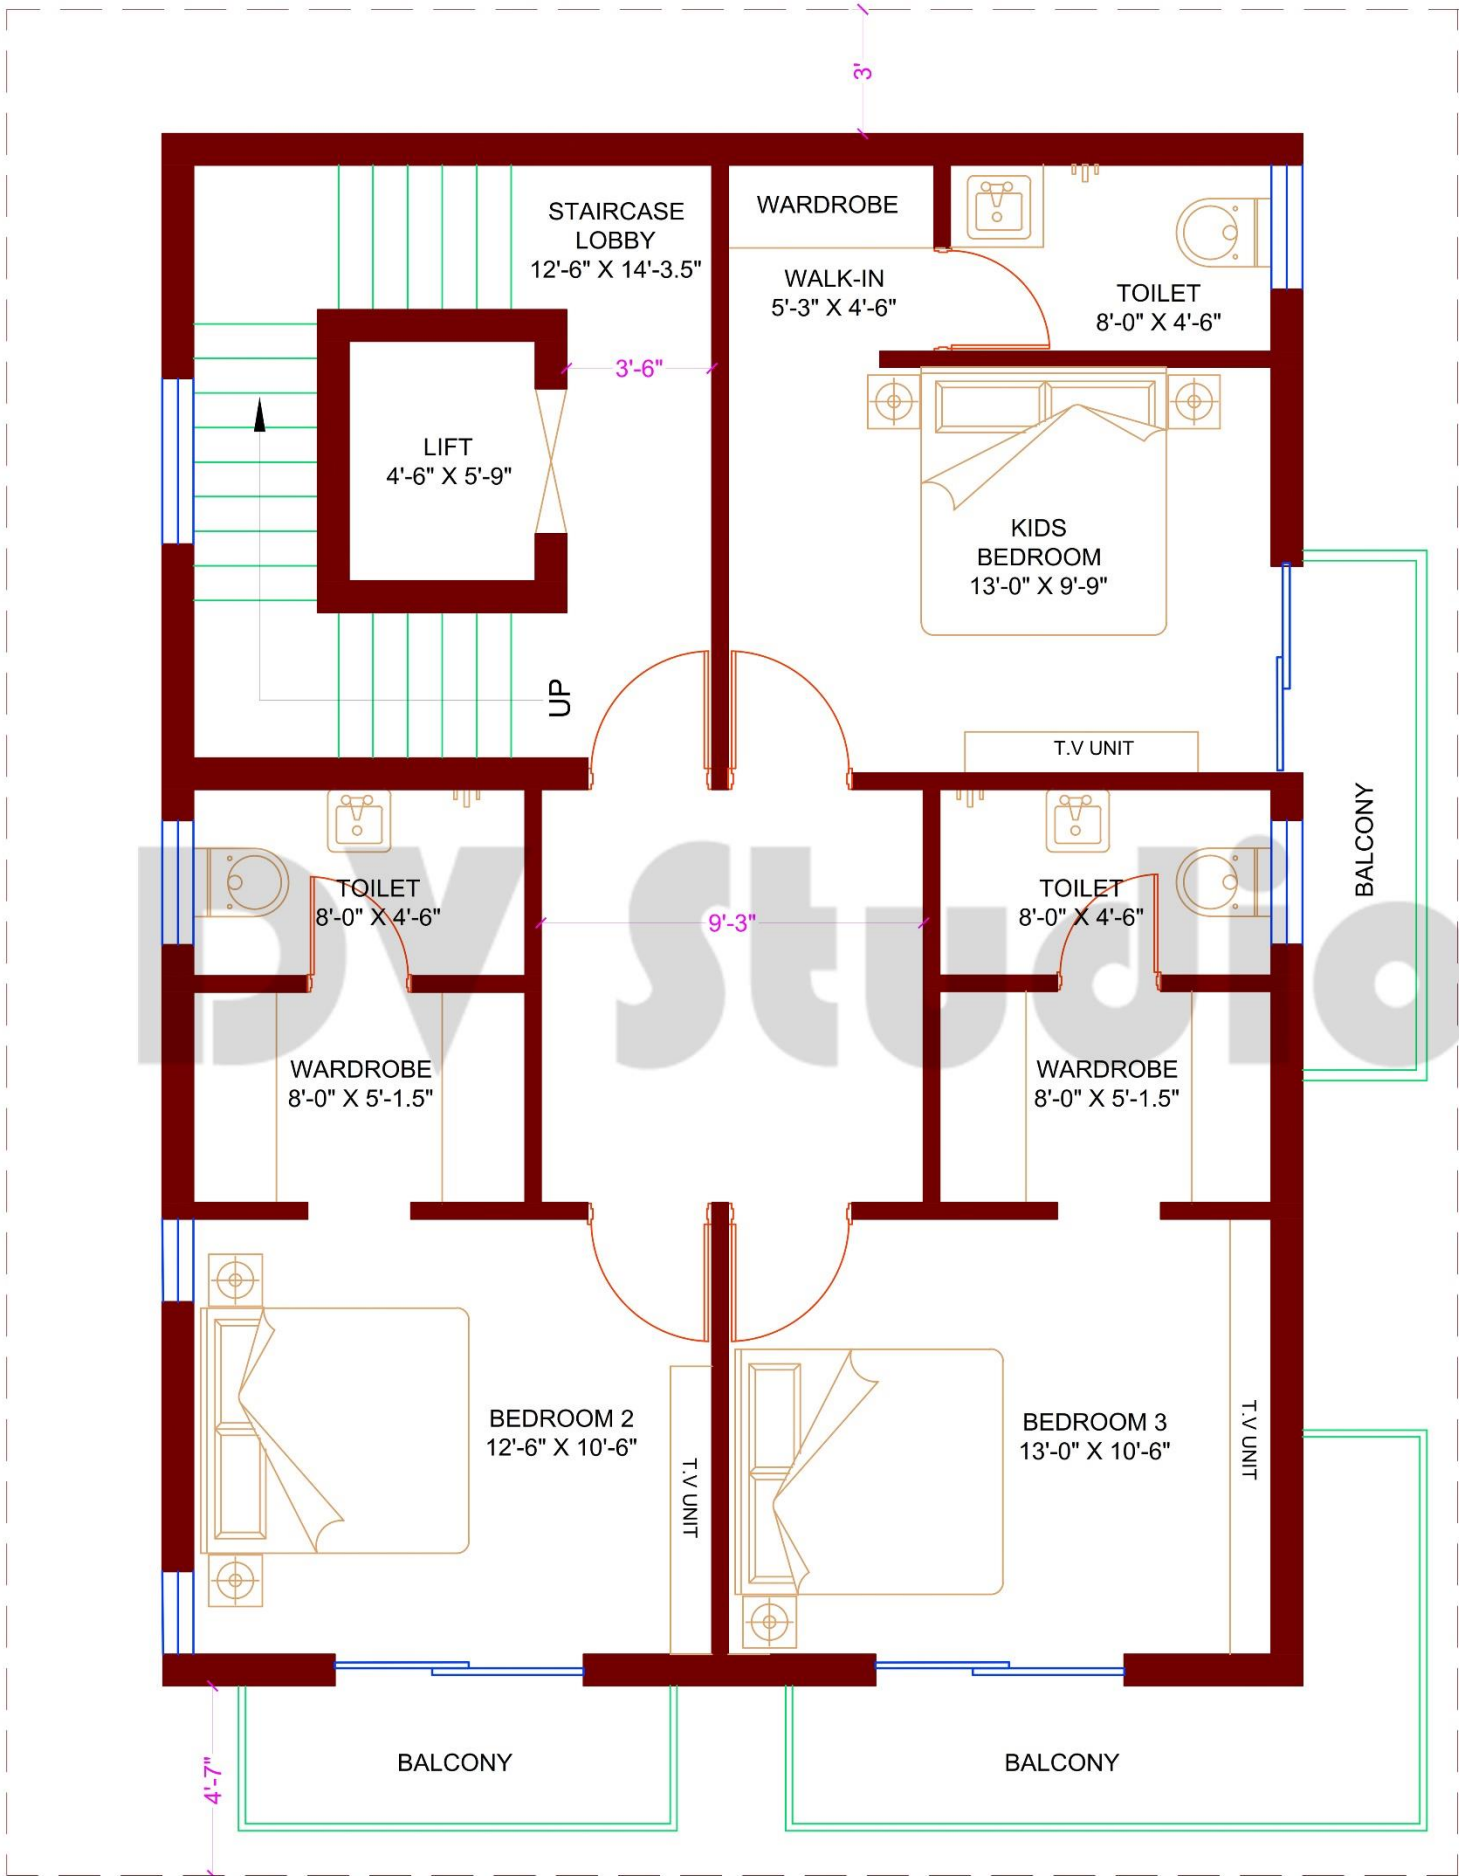 3'
STAIRCASE
LOBBY
12'-6" X 14'-3.5"
WARDROBE
WALK-IN
5'-3" X 4'-6"
TOILET
8'-0" X 4'-6"
3'-6"
LIFT
4'-6" X 5'-9"
KIDS
BEDROOM
13'-0" X 9'-9"
UP
T.V UNIT
BALCONY
TOILET
8'-0" X 4'-6"
9'-3"
TOILET
8'-0" X 4'-6"
DV Studio
WARDROBE
8'-0" X 5'-1.5"
WARDROBE
8'-0" X 5'-1.5"
BEDROOM 2
12'-6" X 10'-6"
T.V UNIT
BEDROOM 3
13'-0" X 10'-6"
T.V UNIT
4'-7"
BALCONY
BALCONY